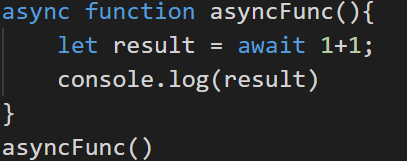 async function asyncFunc(){
    let result = await 1+1;
    console.log(result)
}
asyncFunc()